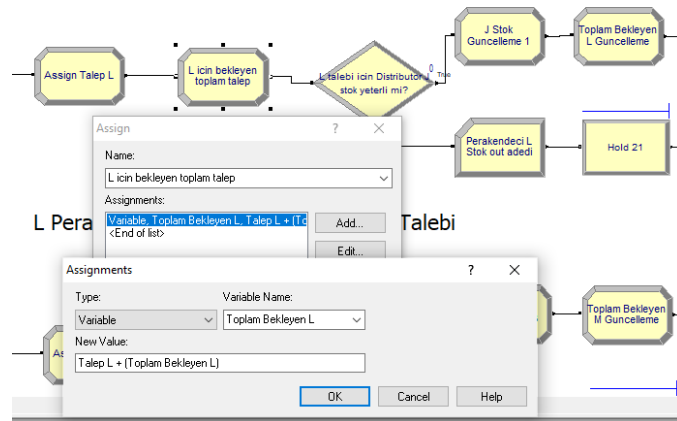 J Stok
Guncelleme 1
Toplam Bekleyen
L Guncelleme
Assign Talep L
L icin bekleyen
toplam talep
L talebi icin Distributor J
stok yeterli mi?
0
True
Perakendeci L
Stok out adedi
Hold 21
Assign
?
Name:
L icin bekleyen toplam talep
Assignments:
Variable, Toplam Bekleyen L, Talep L + (To
<End of list>
Add...
Edit...
L Pera
Talebi
Assignments
?
Type:
Variable Name:
Variable
Toplam Bekleyen L
New Value:
Talep L + (Toplam Bekleyen L)
OK
Cancel
Help
As
Toplam Bekleyen
M Guncelleme